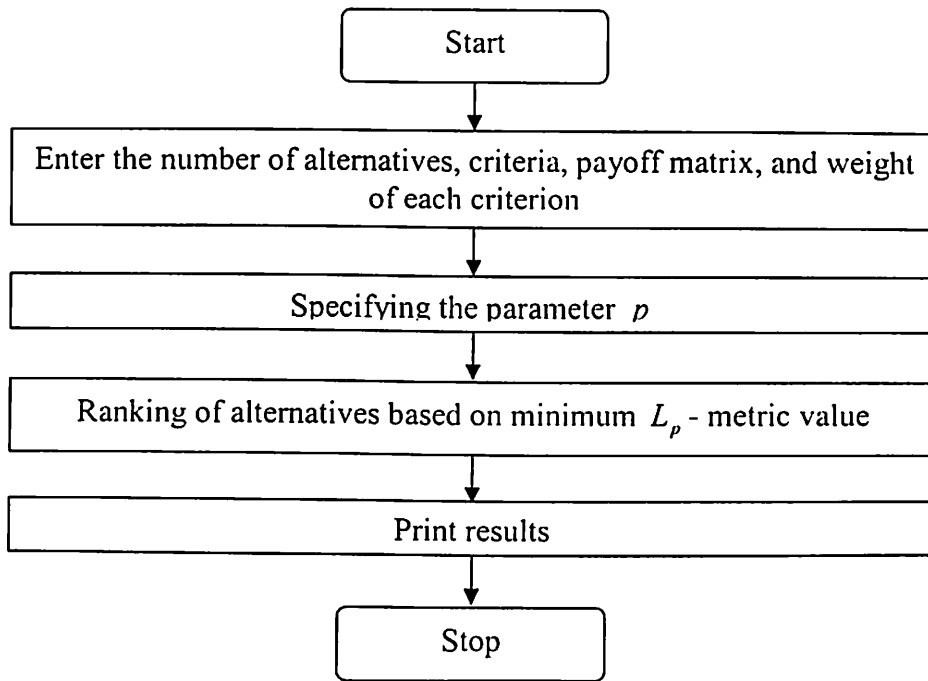 Start
Enter the number of alternatives, criteria, payoff matrix, and weight
of each criterion
Specifying the parameter p
Ranking of alternatives based on minimum L_p - metric value
Print results
Stop